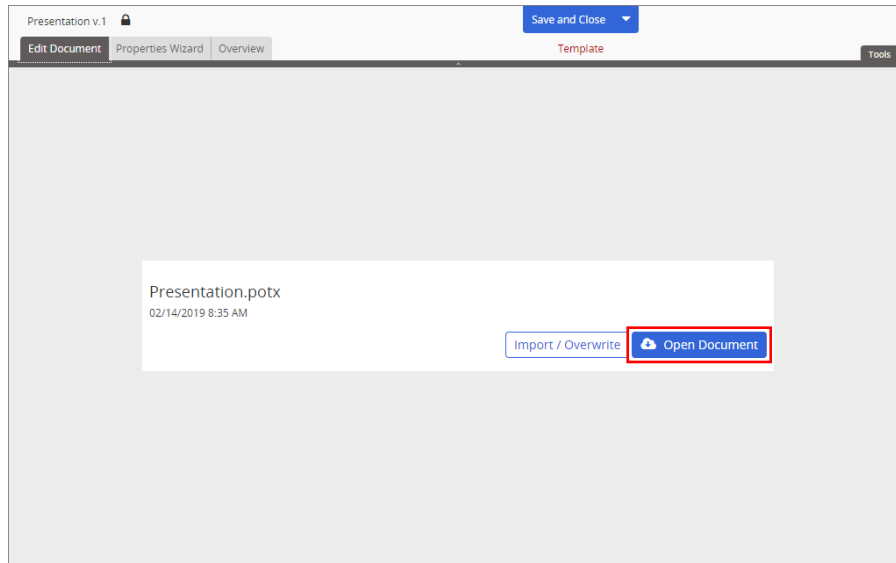 Presentation v.1
Save and Close
Edit Document Properties Wizard Overview
Template
Tools
Presentation.potx
02/14/2019 8:35 AM
Import / Overwrite Open Document